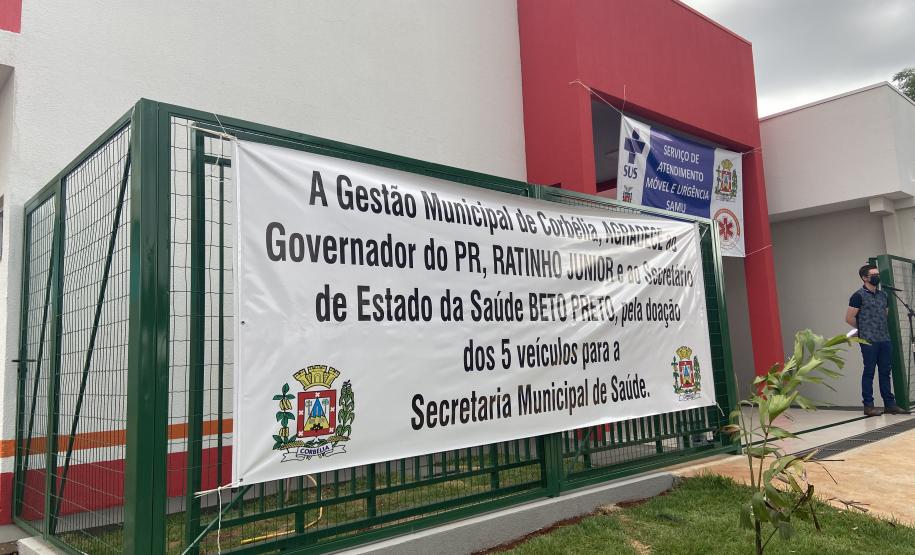 A Gestão Municipal de Corbélia, AGRADECE ao
Governador do PR, RATINHO JUNIOR e ao Secretário
de Estado da Saúde BETO PRETO, pela doação
dos 5 veículos para a
Secretaria Municipal de Saúde.
CORBÉLIA
SUS
SERVIÇO DE
ATENDIMENTO
MÓVEL E URGÊNCIA
SAMU